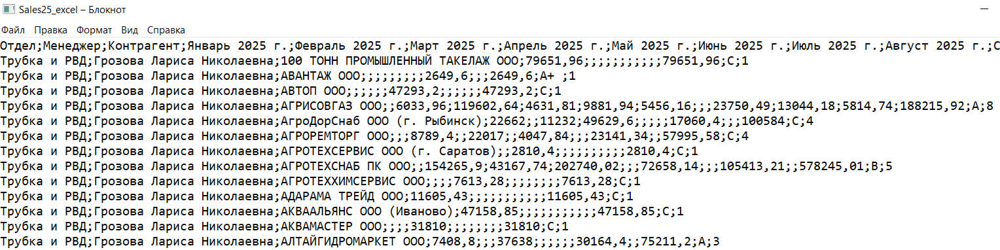 Sales25_excel – Блокнот
Файл Правка Формат Вид Справка
Отдел;Менеджер;Контрагент;Январь 2025 г.;Февраль 2025 г.;Март 2025 г.;Апрель 2025 г.;Май 2025 г.;Июнь 2025 г.;Июль 2025 г.;Август 2025 г.;С
Трубка и РВД;Грозова Лариса Николаевна;100 ТОНН ПРОМЫШЛЕННЫЙ ТАКЕЛАЖ ООО;79651,96;;;;;;;;;;;79651,96;C;1
Трубка и РВД;Грозова Лариса Николаевна;АВАНТАЖ ООО;;;;;;;;;2649,6;;;2649,6;A+ ;1
Трубка и РВД;Грозова Лариса Николаевна;АВТОП ООО;;;;;;47293,2;;;;;;47293,2;C;1
Трубка и РВД;Грозова Лариса Николаевна;АГРИСОВГАЗ ООО;;6033,96;119602,64;4631,81;9881,94;5456,16;;;23750,49;13044,18;5814,74;188215,92;A;8
Трубка и РВД;Грозова Лариса Николаевна;АгроДорСнаб ООО (г. Рыбинск);22662;;11232;49629,6;;;;;17060,4;;;100584;C;4
Трубка и РВД;Грозова Лариса Николаевна;АГРОРЕМТОРГ ООО;;;8789,4;;22017;;4047,84;;;23141,34;;57995,58;C;4
Трубка и РВД;Грозова Лариса Николаевна;АГРОТЕХСЕРВИС ООО (г. Саратов);;2810,4;;;;;;;;;;2810,4;C;1
Трубка и РВД;Грозова Лариса Николаевна;АГРОТЕХСНАБ ПК ООО;;154265,9;43167,74;202740,02;;;72658,14;;;105413,21;;578245,01;B;5
Трубка и РВД;Грозова Лариса Николаевна;АГРОТЕХХИМСЕРВИС ООО;;;;7613,28;;;;;;;;7613,28;C;1
Трубка и РВД;Грозова Лариса Николаевна;АДАРАМА ТРЕЙД ООО;11605,43;;;;;;;;;;;11605,43;C;1
Трубка и РВД;Грозова Лариса Николаевна;АКВААЛЬЯНС ООО (Иваново);47158,85;;;;;;;;;;;47158,85;C;1
Трубка и РВД;Грозова Лариса Николаевна;АКВАМАСТЕР ООО;;;;31810;;;;;;;;31810;C;1
Трубка и РВД;Грозова Лариса Николаевна;АЛТАЙГИДРОМАРКЕТ ООО;7408,8;;;37638;;;;;;30164,4;;75211,2;A;3